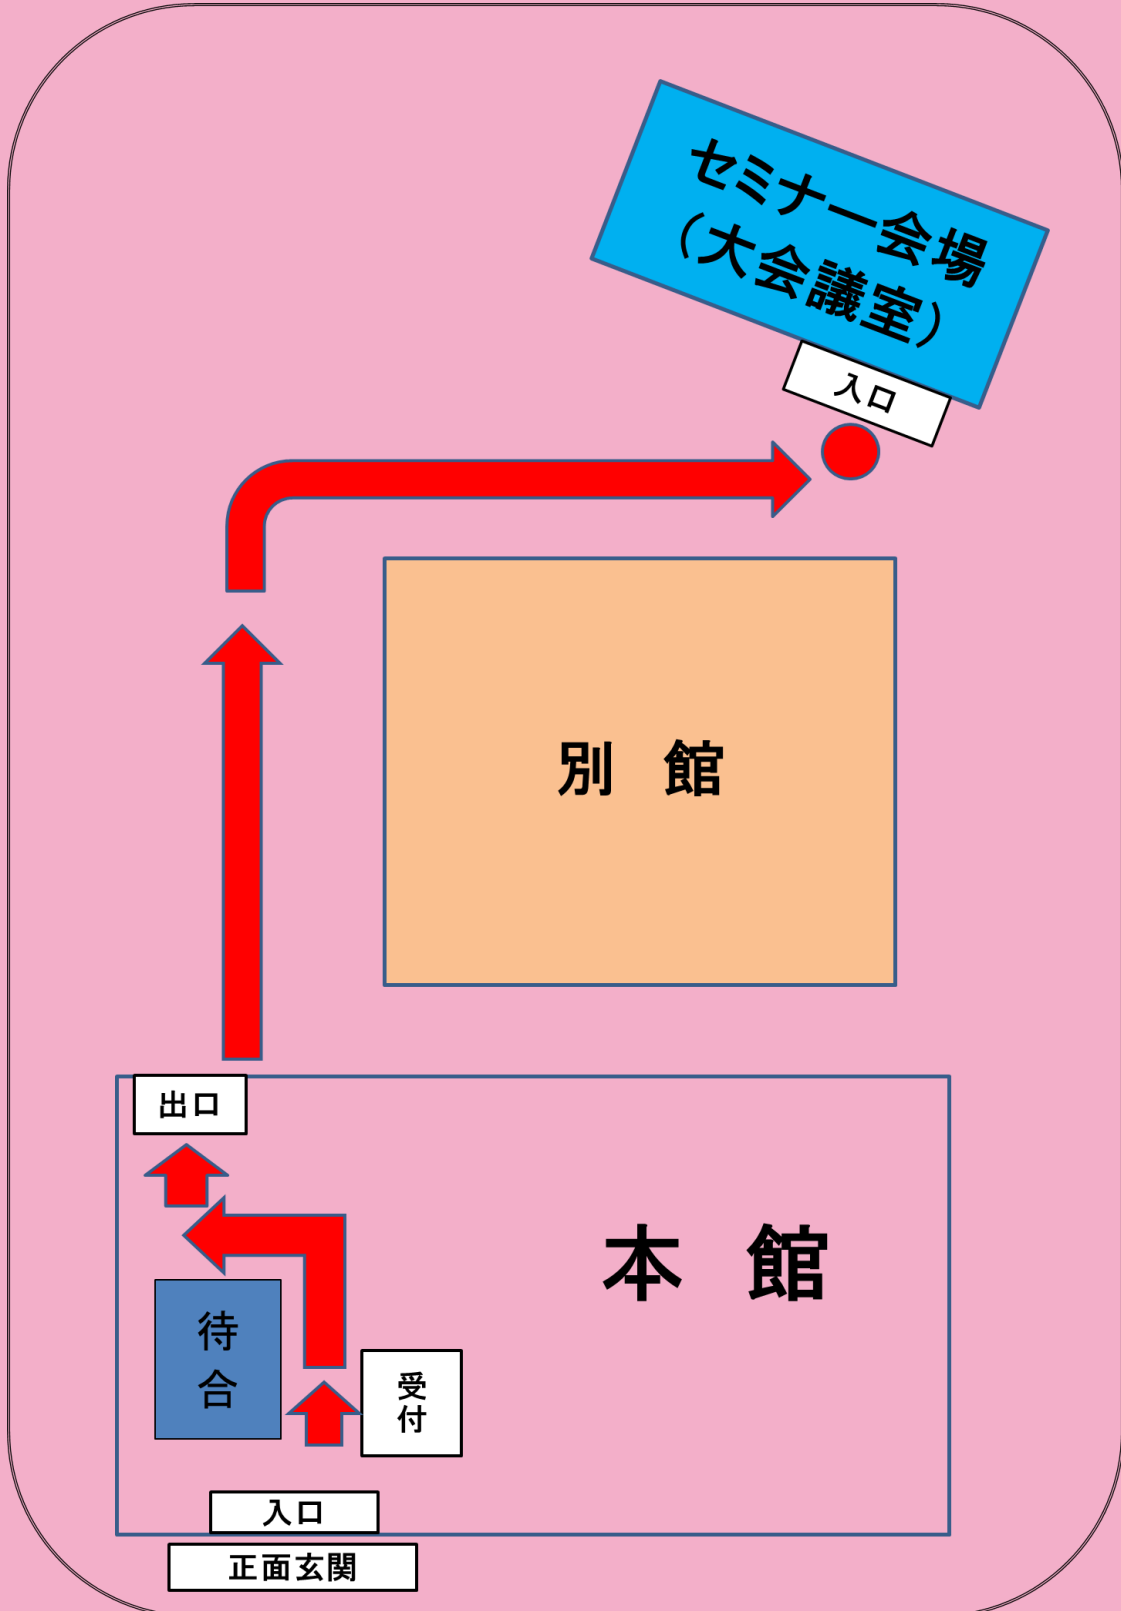 セミナー会場
（大会議室）
入口
別　館
出口
本　館
待
合
受
付
入口
正面玄関